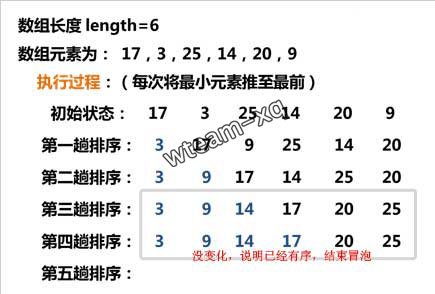 数组长度 length=6
数组元素为： 17，3，25，14，20，9
执行过程：（每次将最小元素推至最前）
初始状态： 17 3 25 14 20 9
第一趟排序： 3 17 9 25 14 20
第二趟排序： 3 9 17 14 25 20
第三趟排序： 3 9 14 17 20 25
第四趟排序： 3 9 14 17 20 25
没变化，说明已经有序，结束冒泡
第五趟排序：
wteam-xq